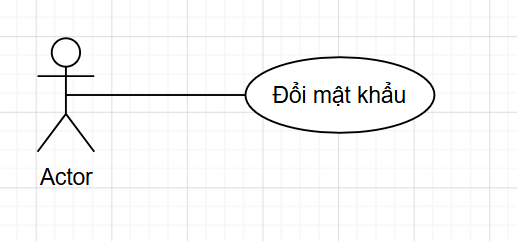 Đổi mật khẩu
Actor